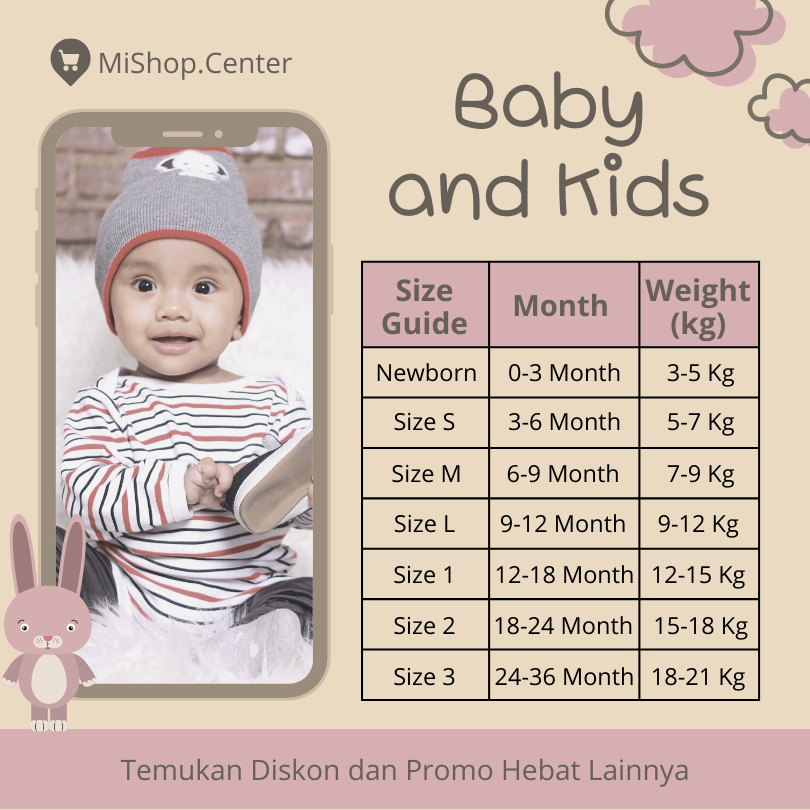 MiShop.Center
Baby
and Kids
Size Guide | Month | Weight (kg)
Newborn | 0-3 Month | 3-5 Kg
Size S | 3-6 Month | 5-7 Kg
Size M | 6-9 Month | 7-9 Kg
Size L | 9-12 Month | 9-12 Kg
Size 1 | 12-18 Month | 12-15 Kg
Size 2 | 18-24 Month | 15-18 Kg
Size 3 | 24-36 Month | 18-21 Kg
Temukan Diskon dan Promo Hebat Lainnya